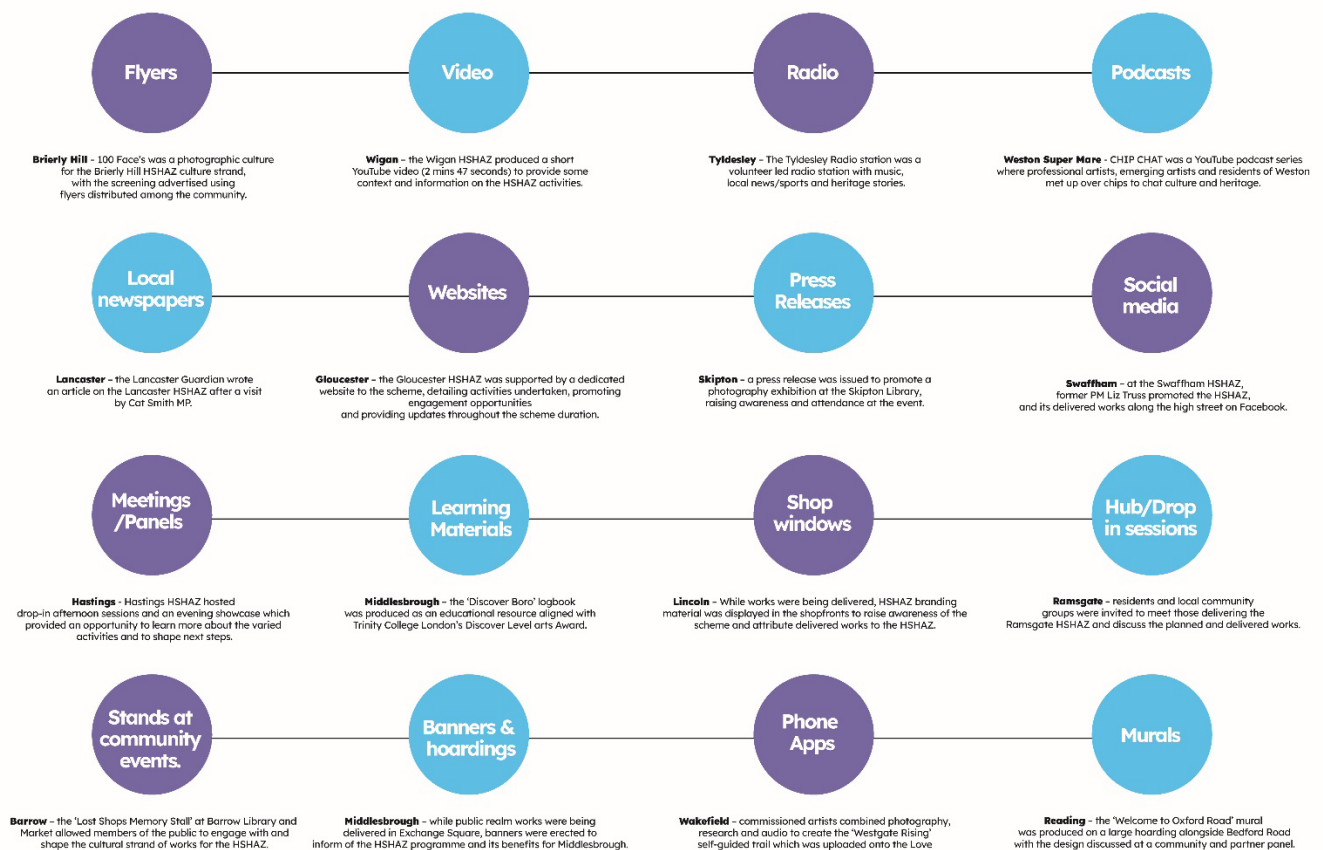 Flyers
Video
Radio
Podcasts
Brierly Hill - 100 Face's was a photographic culture
for the Brierly Hill HSHAZ culture strand,
with the screening advertised using
flyers distributed among the community.
Wigan – the Wigan HSHAZ produced a short
YouTube video (2 mins 47 seconds) to provide some
context and information on the HSHAZ activities.
Tyldesley – The Tyldesley Radio station was a
volunteer led radio station with music,
local news/sports and heritage stories.
Weston Super Mare - CHIP CHAT was a YouTube podcast series
where professional artists, emerging artists and residents of Weston
met up over chips to chat culture and heritage.
Local
newspapers
Websites
Press
Releases
Social
media
Lancaster – the Lancaster Guardian wrote
an article on the Lancaster HSHAZ after a visit
by Cat Smith MP.
Gloucester – the Gloucester HSHAZ was supported by a dedicated
website to the scheme, detailing activities undertaken, promoting
engagement opportunities
and providing updates throughout the scheme duration.
Skipton – a press release was issued to promote a
photography exhibition at the Skipton Library,
raising awareness and attendance at the event.
Swaffham – at the Swaffham HSHAZ,
former PM Liz Truss promoted the HSHAZ,
and its delivered works along the high street on Facebook.
Meetings
/Panels
Learning
Materials
Shop
windows
Hub/Drop
in sessions
Hastings - Hastings HSHAZ hosted
drop-in afternoon sessions and an evening showcase which
provided an opportunity to learn more about the varied
activities and to shape next steps.
Middlesbrough – the 'Discover Boro' logbook
was produced as an educational resource aligned with
Trinity College London's Discover Level arts Award.
Lincoln – While works were being delivered, HSHAZ branding
material was displayed in the shopfronts to raise awareness of the
scheme and attribute delivered works to the HSHAZ.
Ramsgate – residents and local community
groups were invited to meet those delivering the
Ramsgate HSHAZ and discuss the planned and delivered works.
Stands at
community
events.
Banners &
hoardings
Phone
Apps
Murals
Barrow – the 'Lost Shops Memory Stall' at Barrow Library and
Market allowed members of the public to engage with and
shape the cultural strand of works for the HSHAZ.
Middlesbrough – while public realm works were being
delivered in Exchange Square, banners were erected to
inform of the HSHAZ programme and its benefits for Middlesbrough.
Wakefield – commissioned artists combined photography,
research and audio to create the 'Westgate Rising'
self-guided trail which was uploaded onto the Love
Reading – the 'Welcome to Oxford Road' mural
was produced on a large hoarding alongside Bedford Road
with the design discussed at a community and partner panel.